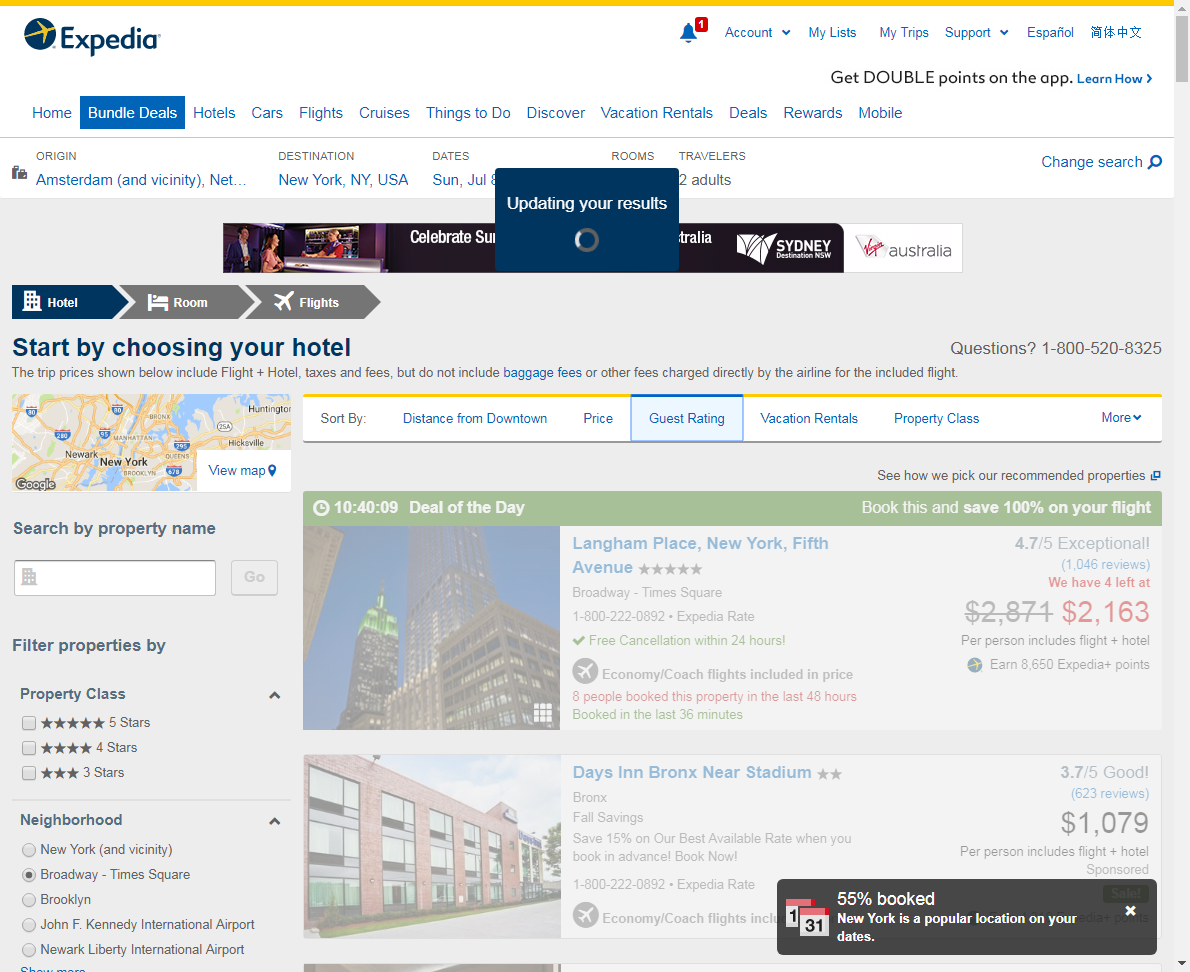 Expedia
1
Account
My Lists
My Trips
Support
Español
简体中文
Get DOUBLE points on the app. Learn How
Home
Bundle Deals
Hotels
Cars
Flights
Cruises
Things to Do
Discover
Vacation Rentals
Deals
Rewards
Mobile
ORIGIN
Amsterdam (and vicinity), Net...
DESTINATION
New York, NY, USA
DATES
Sun, Jul
ROOMS
TRAVELERS
2 adults
Change search
Updating your results
Celebrate
SYDNEY
Destination NSW
Virgin australia
Hotel
Room
Flights
Start by choosing your hotel
Questions? 1-800-520-8325
The trip prices shown below include Flight + Hotel, taxes and fees, but do not include baggage fees or other fees charged directly by the airline for the included flight.
80
80
BRONX
Huntington
25A
280
95
MANHATTAN
Hicksville
295
QUEENS
Newark
New York
BROOKLYN
678
Google
View map
Sort By:
Distance from Downtown
Price
Guest Rating
Vacation Rentals
Property Class
More
See how we pick our recommended properties
Search by property name
Go
Filter properties by
Property Class
5 Stars
4 Stars
3 Stars
Neighborhood
New York (and vicinity)
Broadway - Times Square
Brooklyn
John F. Kennedy International Airport
Newark Liberty International Airport
Show more
10:40:09 Deal of the Day
Book this and save 100% on your flight
Langham Place, New York, Fifth
Avenue
Broadway - Times Square
1-800-222-0892 • Expedia Rate
Free Cancellation within 24 hours!
Economy/Coach flights included in price
8 people booked this property in the last 48 hours
Booked in the last 36 minutes
4.7/5 Exceptional!
(1,046 reviews)
We have 4 left at
$2,871 $2,163
Per person includes flight + hotel
Earn 8,650 Expedia+ points
Days Inn Bronx Near Stadium
Bronx
Fall Savings
Save 15% on Our Best Available Rate when you
book in advance! Book Now!
1-800-222-0892 • Expedia Rate
Economy/Coach flights
3.7/5 Good!
(623 reviews)
$1,079
Per person includes flight + hotel
Sponsored
Sale!
1
31
55% booked
New York is a popular location on your
dates.